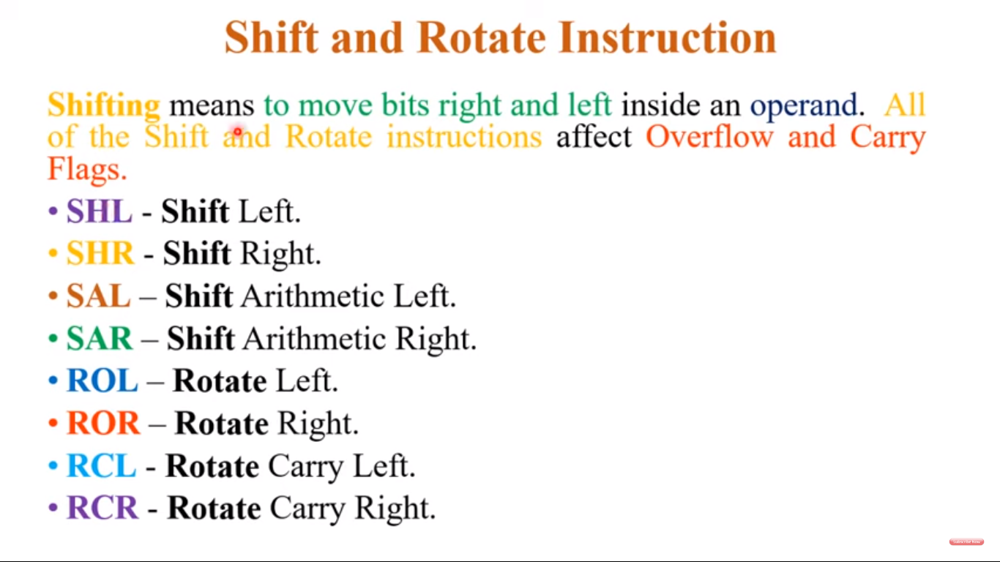 Shift and Rotate Instruction
Shifting means to move bits right and left inside an operand. All
of the Shift and Rotate instructions affect Overflow and Carry
Flags.
• SHL - Shift Left.
• SHR - Shift Right.
• SAL – Shift Arithmetic Left.
• SAR – Shift Arithmetic Right.
• ROL – Rotate Left.
• ROR – Rotate Right.
• RCL - Rotate Carry Left.
• RCR - Rotate Carry Right.